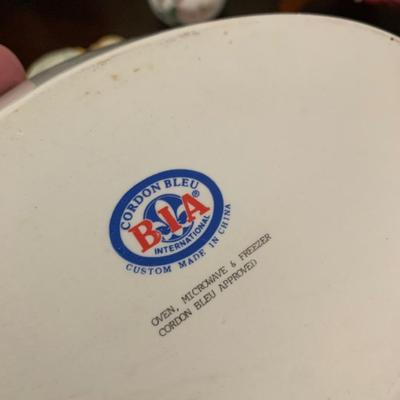 CORDON BLEU
BIA®
INTERNATIONAL
CUSTOM MADE IN CHINA
OVEN, MICROWAVE & FREEZER
CORDON BLEU APPROVED